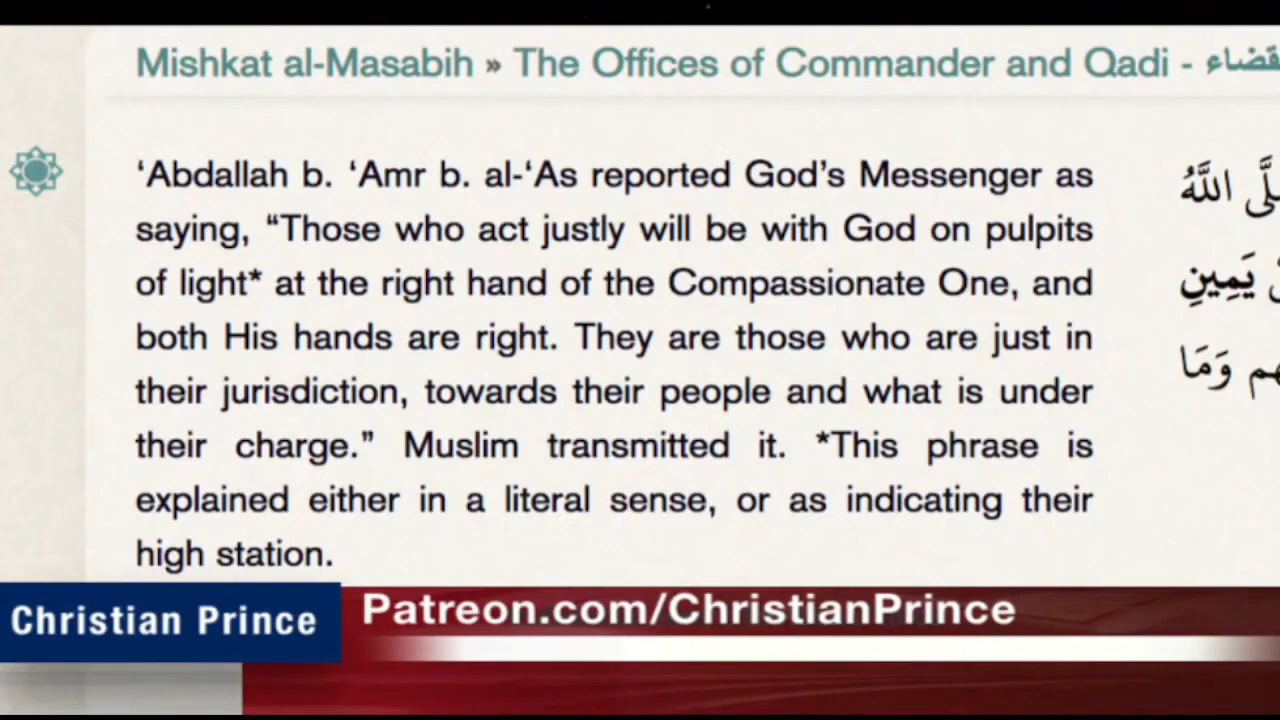 Mishkat al-Masabih » The Offices of Commander and Qadi -
‘Abdallah b. ‘Amr b. al-‘As reported God’s Messenger as
saying, “Those who act justly will be with God on pulpits
of light* at the right hand of the Compassionate One, and
both His hands are right. They are those who are just in
their jurisdiction, towards their people and what is under
their charge.” Muslim transmitted it. *This phrase is
explained either in a literal sense, or as indicating their
high station.
اللَّهُ
يَمِينِ
وَمَا
Christian Prince
Patreon.com/ChristianPrince